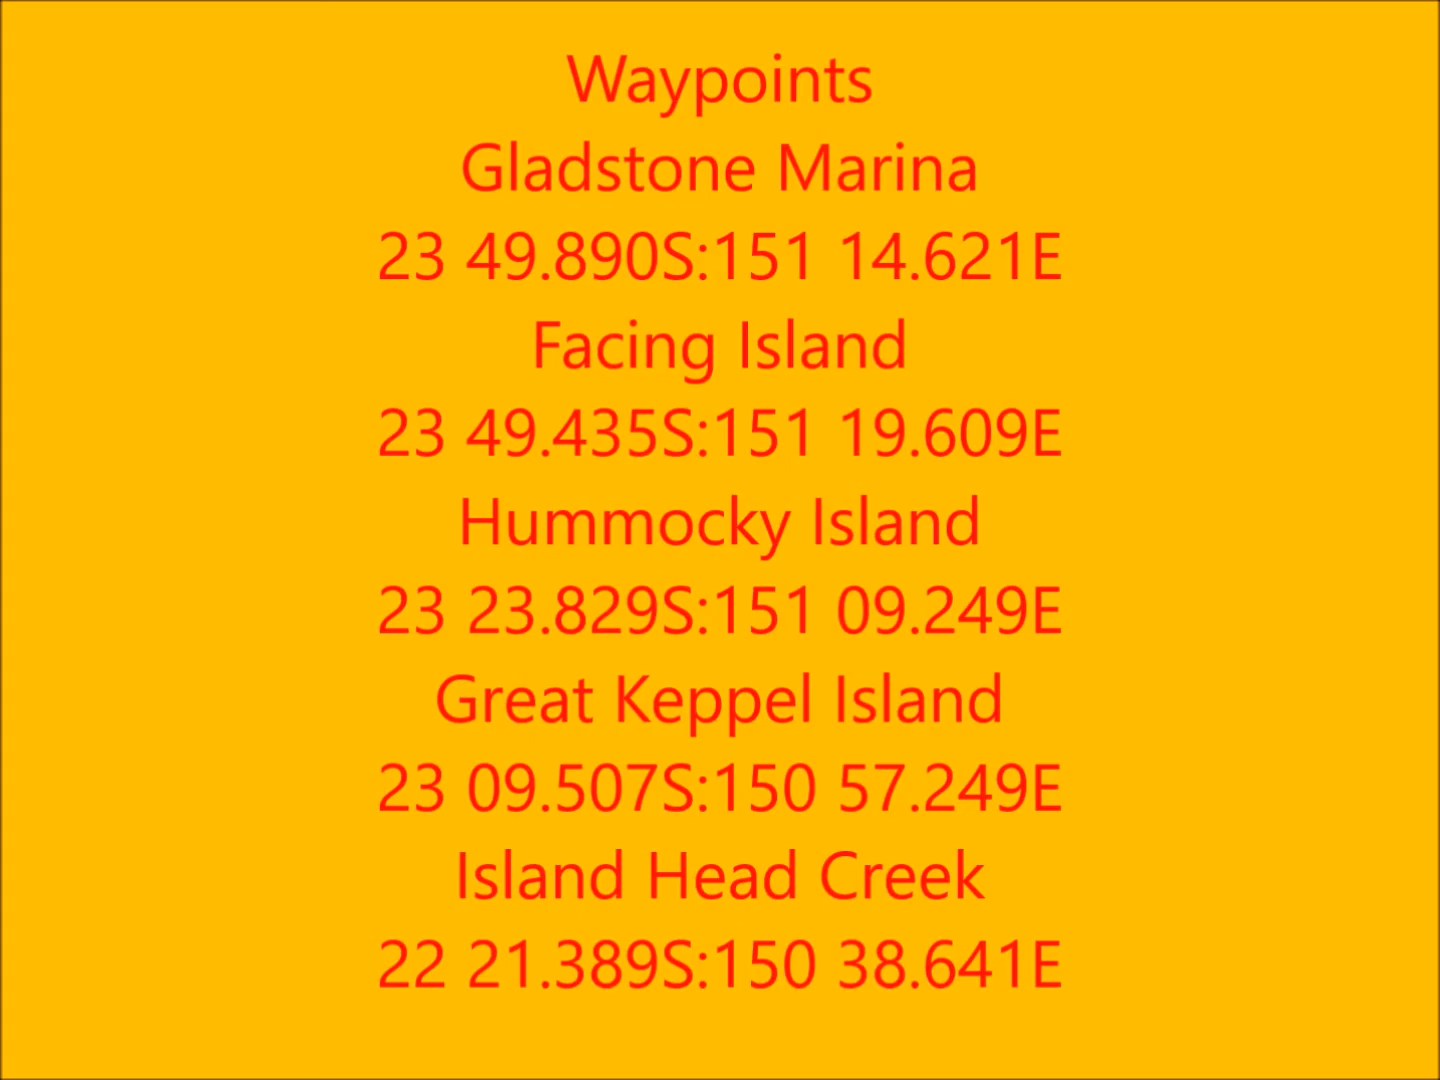 Waypoints
Gladstone Marina
23 49.890S:151 14.621E
Facing Island
23 49.435S:151 19.609E
Hummocky Island
23 23.829S:151 09.249E
Great Keppel Island
23 09.507S:150 57.249E
Island Head Creek
22 21.389S:150 38.641E